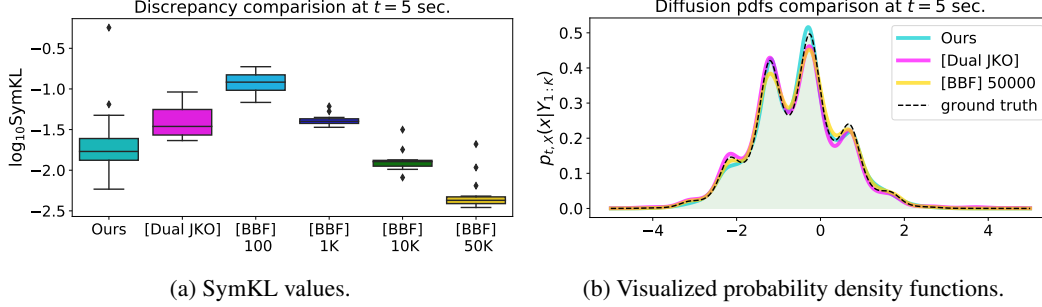 Discrepancy comparision at t = 5 sec.
log₁₀SymKL
−0.5
−1.0
−1.5
−2.0
−2.5
Ours
[Dual JKO]
[BBF] 100
[BBF] 1K
[BBF] 10K
[BBF] 50K
(a) SymKL values.
Diffusion pdfs comparison at t = 5 sec.
p_{t,X}(x|Y_{1:K})
0.5
0.4
0.3
0.2
0.1
0.0
−4
−2
0
2
4
Ours
[Dual JKO]
[BBF] 50000
ground truth
(b) Visualized probability density functions.